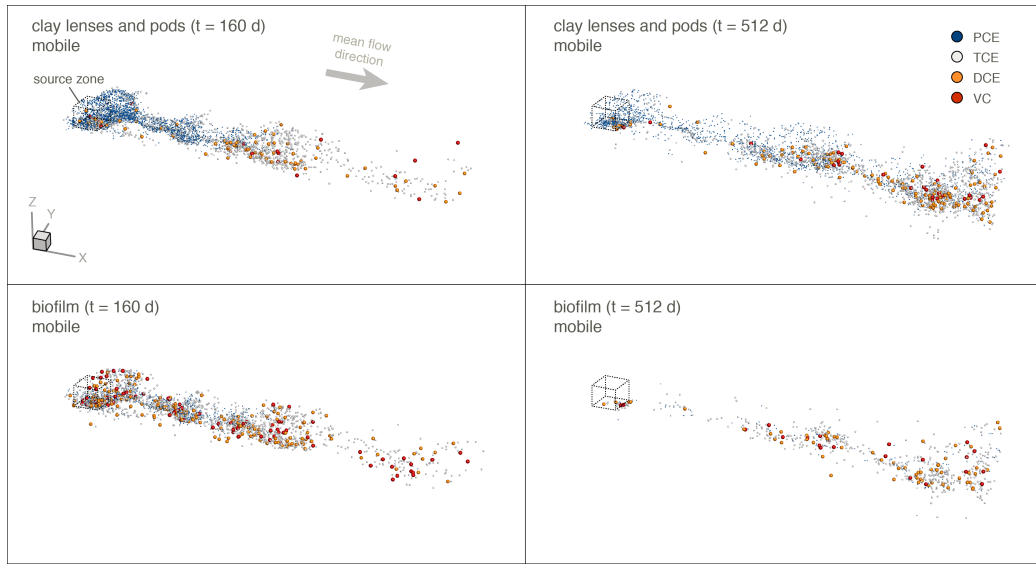 clay lenses and pods (t = 160 d)
mobile
mean flow
direction
source zone
Z
Y
X
clay lenses and pods (t = 512 d)
mobile
PCE
TCE
DCE
VC
biofilm (t = 160 d)
mobile
biofilm (t = 512 d)
mobile